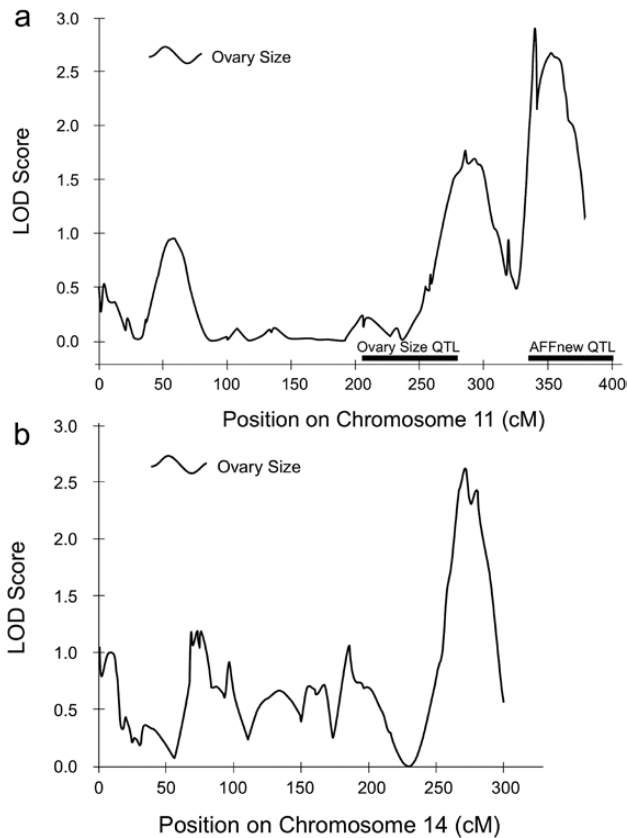 a
3.0
2.5
2.0
1.5
1.0
0.5
0.0
LOD Score
Ovary Size
Ovary Size QTL
AFFnew QTL
0 50 100 150 200 250 300 350 400
Position on Chromosome 11 (cM)
b
3.0
2.5
2.0
1.5
1.0
0.5
0.0
LOD Score
Ovary Size
0 50 100 150 200 250 300
Position on Chromosome 14 (cM)